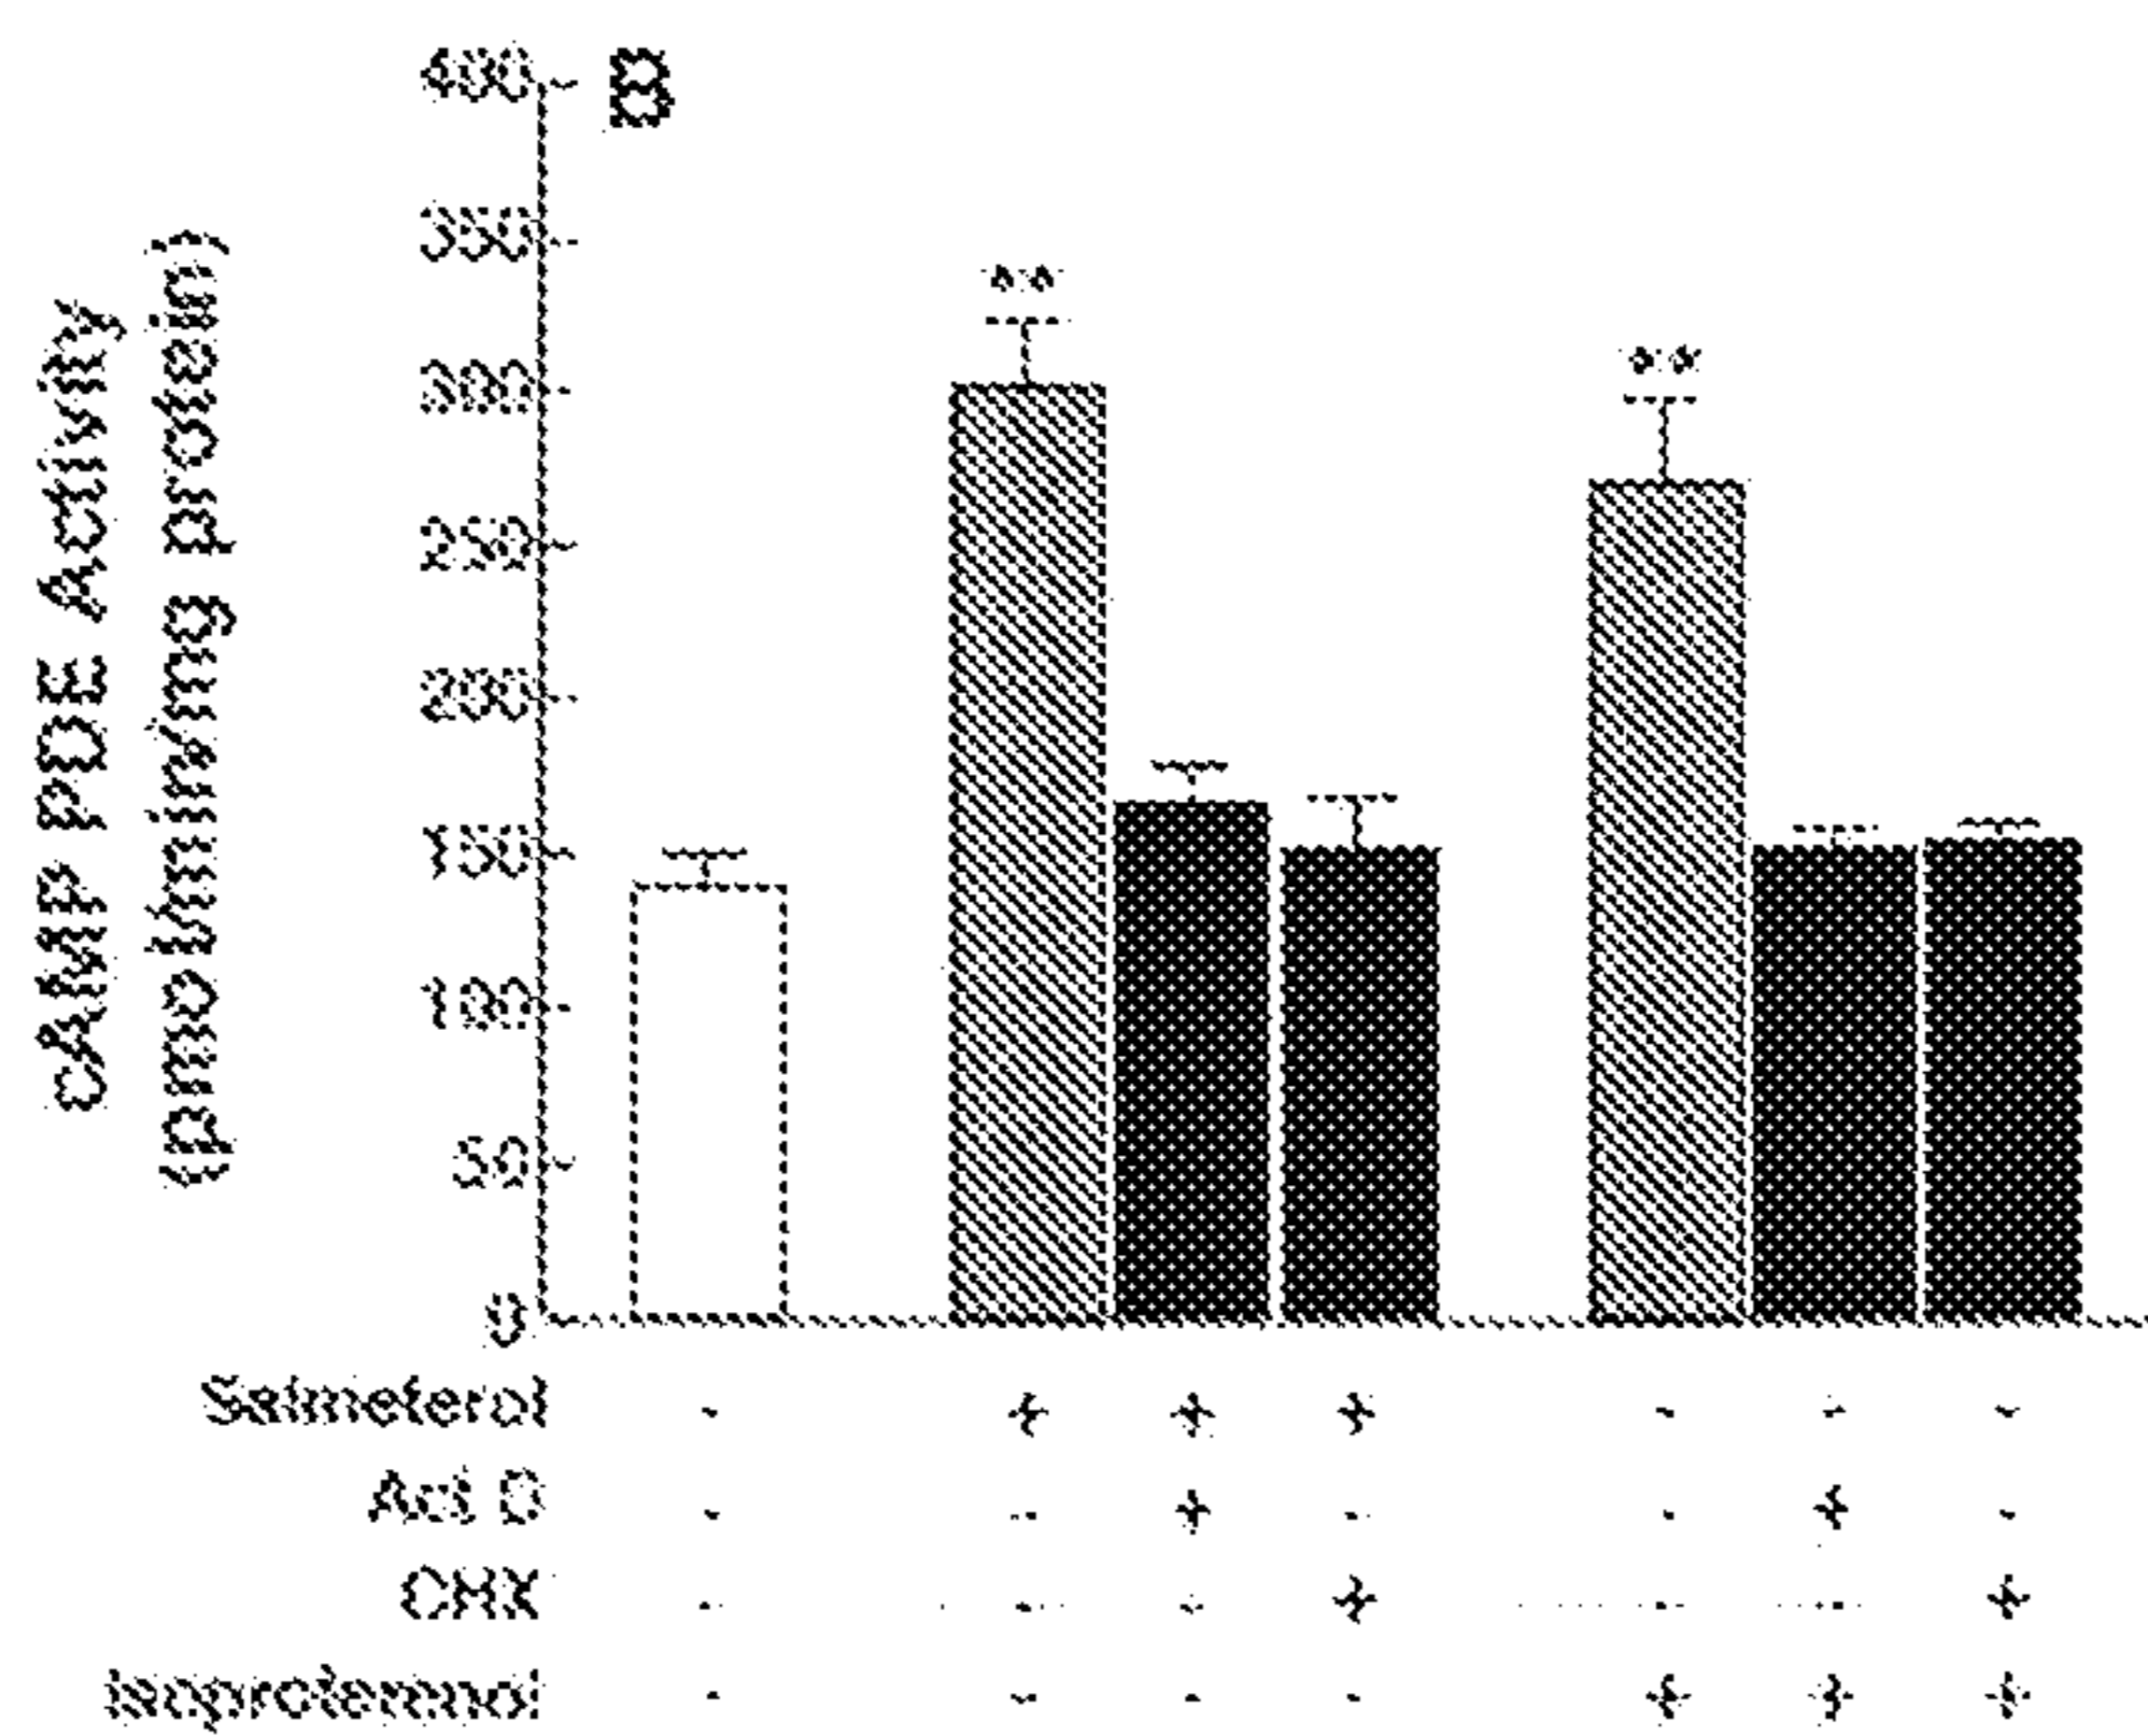 B
cAMP PDE Activity
(pmol/min/mg protein)
400
350
300
250
200
150
100
50
0
**
**
Salmeterol - + + + - - -
Act D - - + - - + -
CHX - - - + - - +
Isoproterenol - - - - + + +